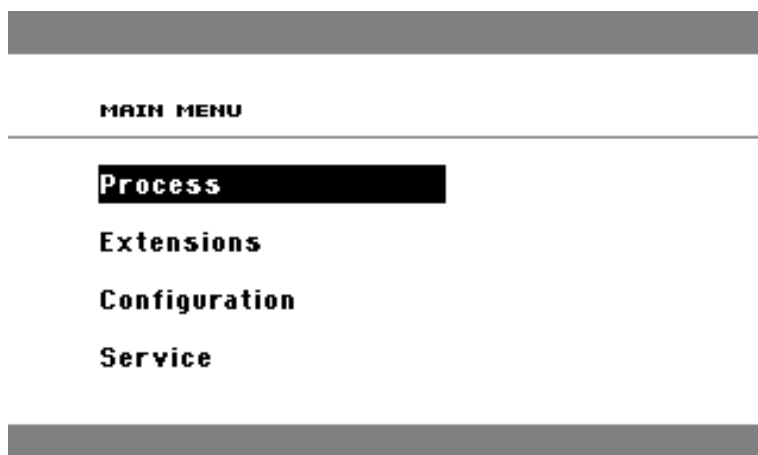 MAIN MENU
Process
Extensions
Configuration
Service